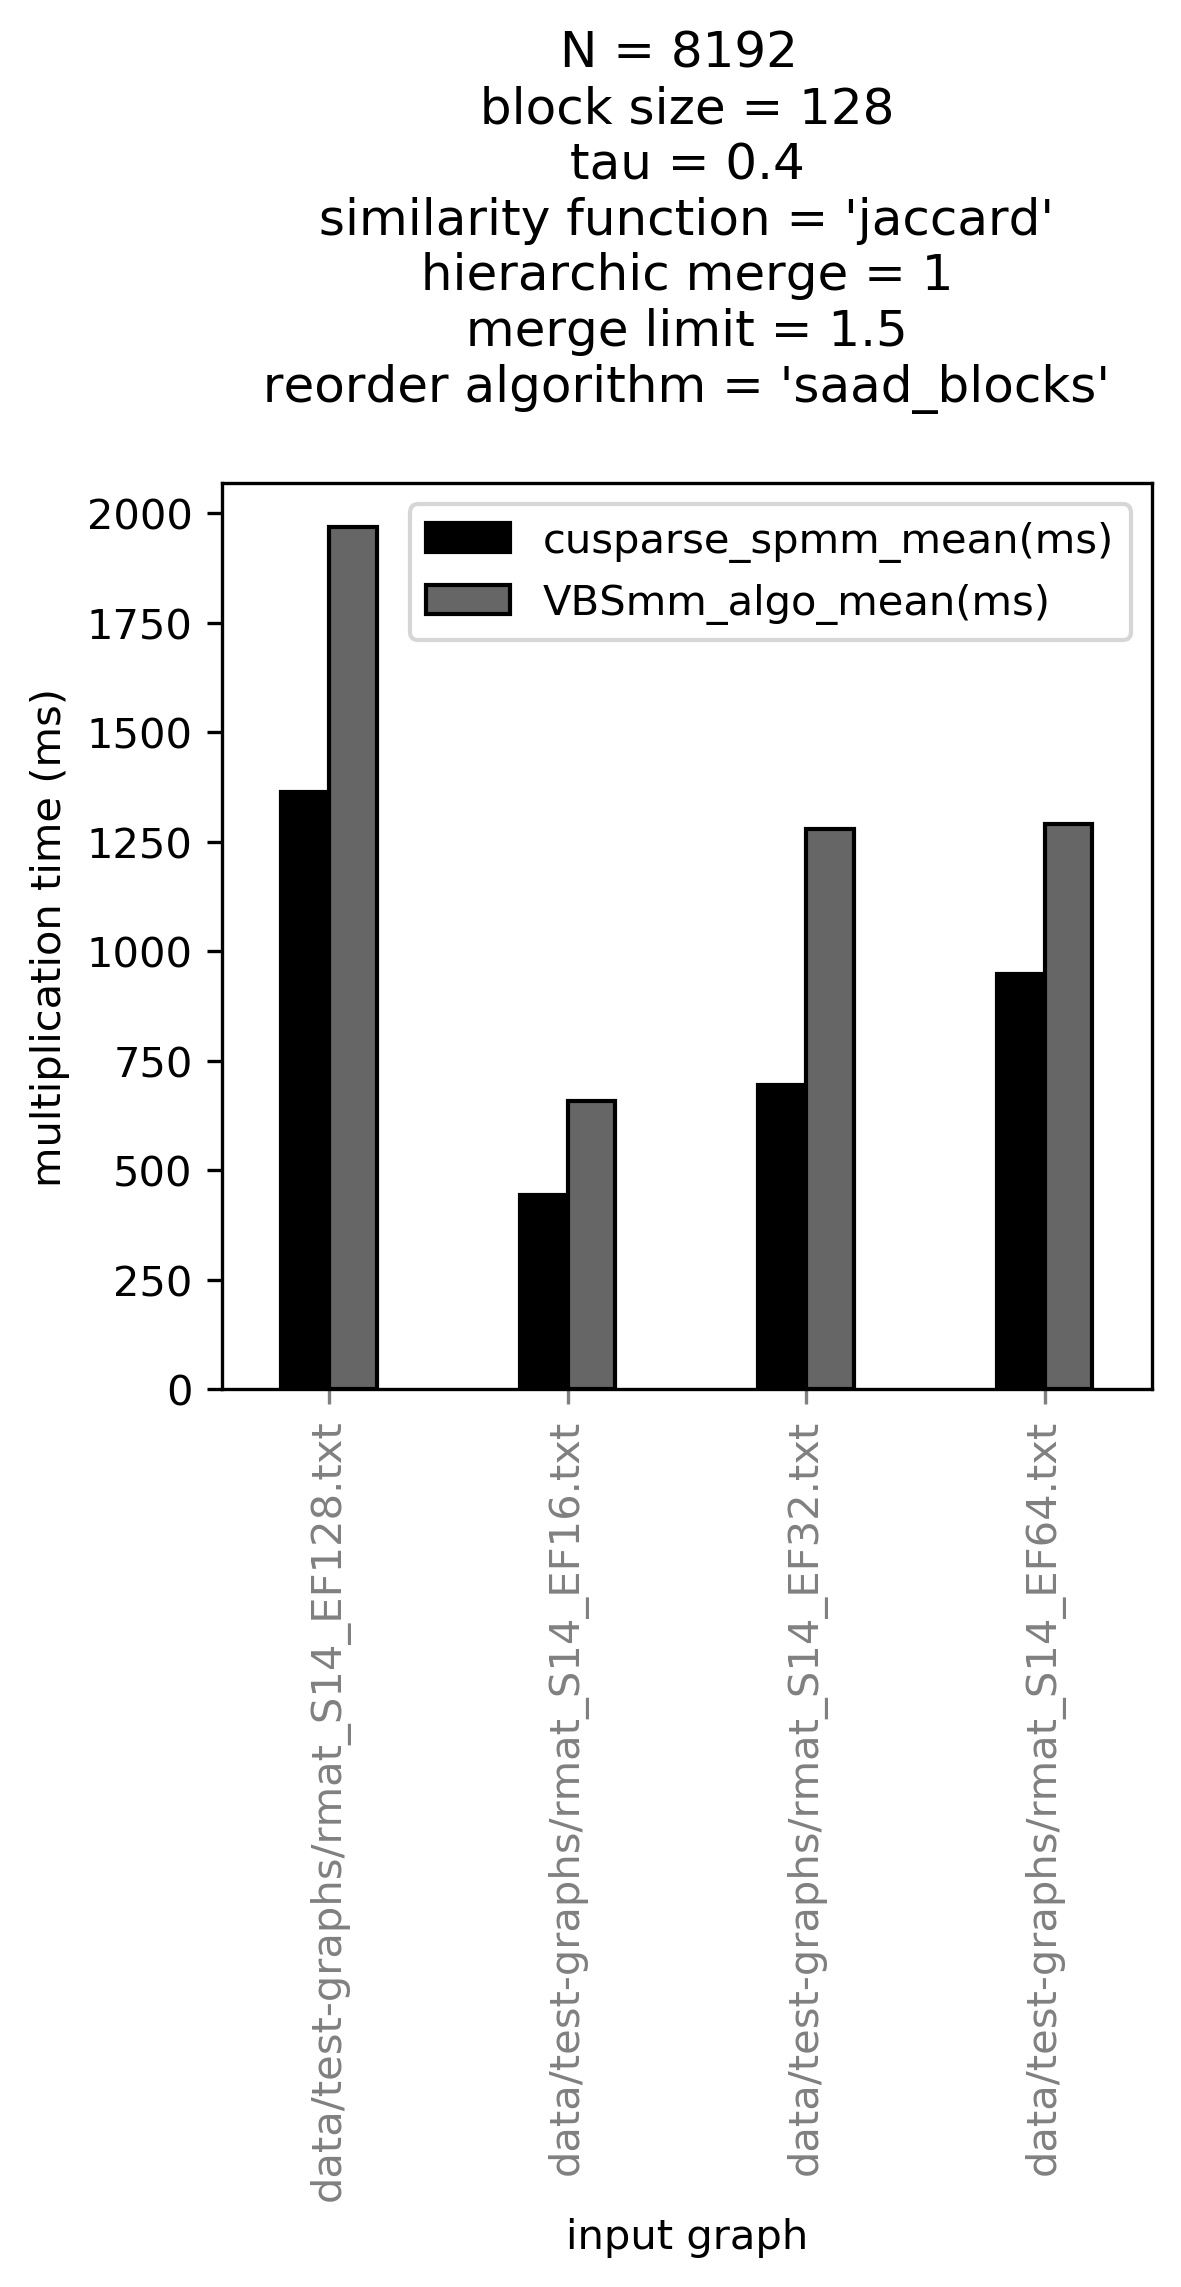 N = 8192
block size = 128
tau = 0.4
similarity function = 'jaccard'
hierarchic merge = 1
merge limit = 1.5
reorder algorithm = 'saad_blocks'
cusparse_spmm_mean(ms)
VBSmm_algo_mean(ms)
multiplication time (ms)
2000
1750
1500
1250
1000
750
500
250
0
data/test-graphs/rmat_S14_EF128.txt
data/test-graphs/rmat_S14_EF16.txt
data/test-graphs/rmat_S14_EF32.txt
data/test-graphs/rmat_S14_EF64.txt
input graph